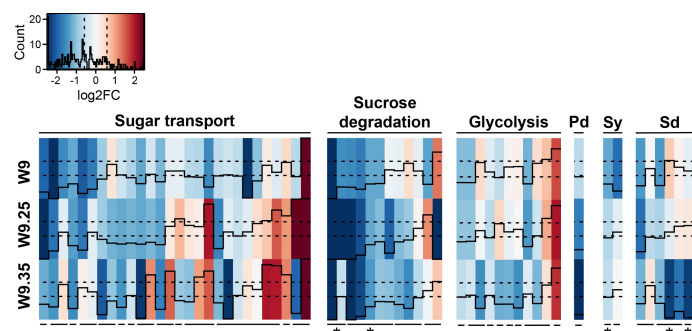 20
10
0
Count
-2 -1 0 1 2
log2FC
Sugar transport
Sucrose
degradation
Glycolysis
Pd
Sy
Sd
W9
W9.25
W9.35
* * * * *